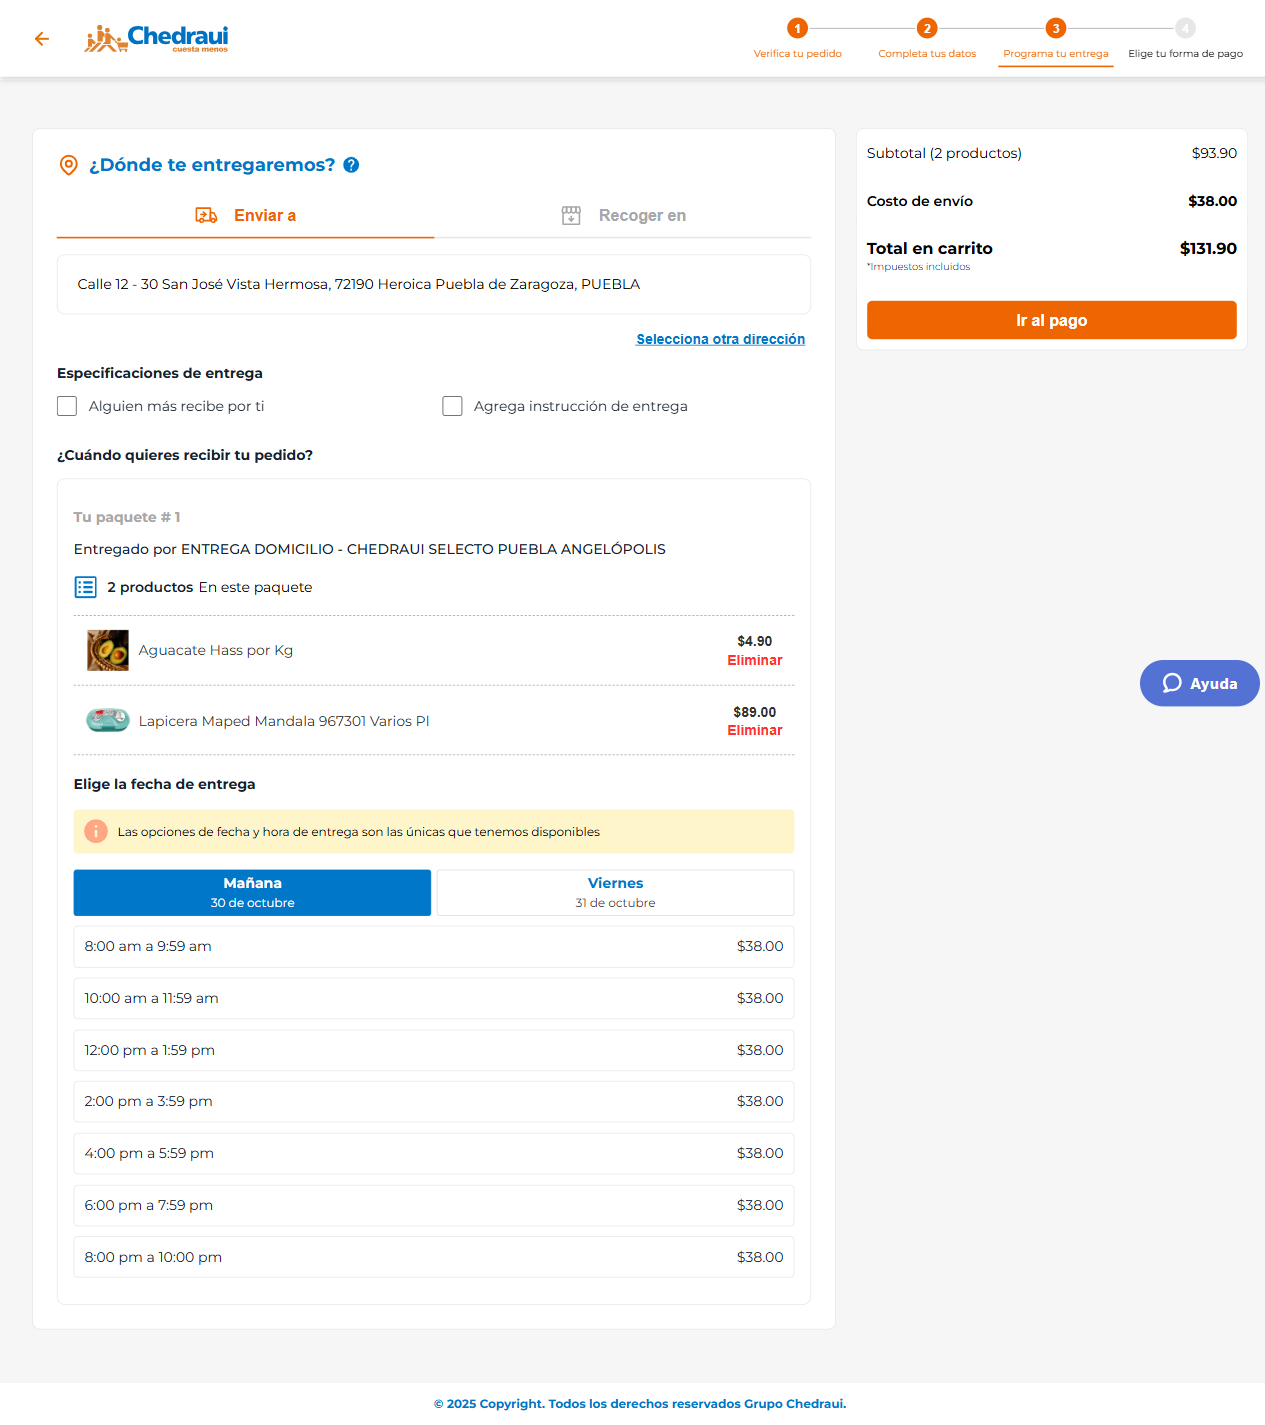 Chedraui
cuesta menos
1
Verifica tu pedido
2
Completa tus datos
3
Programa tu entrega
4
Elige tu forma de pago
¿Dónde te entregaremos?
Enviar a
Recoger en
Calle 12 - 30 San José Vista Hermosa, 72190 Heroica Puebla de Zaragoza, PUEBLA
Selecciona otra dirección
Especificaciones de entrega
Alguien más recibe por ti
Agrega instrucción de entrega
¿Cuándo quieres recibir tu pedido?
Tu paquete # 1
Entregado por ENTREGA DOMICILIO - CHEDRAUI SELECTO PUEBLA ANGELÓPOLIS
2 productos En este paquete
Aguacate Hass por Kg
$4.90
Eliminar
Lapicera Maped Mandala 967301 Varios Pl
$89.00
Eliminar
Elige la fecha de entrega
Las opciones de fecha y hora de entrega son las únicas que tenemos disponibles
Mañana
30 de octubre
Viernes
31 de octubre
8:00 am a 9:59 am $38.00
10:00 am a 11:59 am $38.00
12:00 pm a 1:59 pm $38.00
2:00 pm a 3:59 pm $38.00
4:00 pm a 5:59 pm $38.00
6:00 pm a 7:59 pm $38.00
8:00 pm a 10:00 pm $38.00
Subtotal (2 productos) $93.90
Costo de envío $38.00
Total en carrito $131.90
*Impuestos incluidos
Ir al pago
Ayuda
© 2025 Copyright. Todos los derechos reservados Grupo Chedraui.